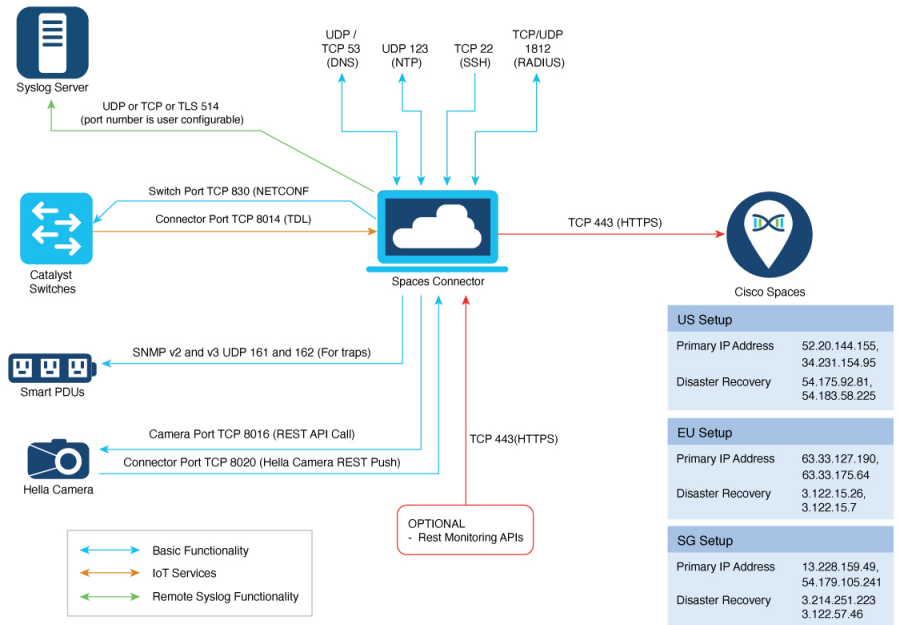 UDP /
TCP 53
(DNS)
UDP 123
(NTP)
TCP 22
(SSH)
TCP/UDP
1812
(RADIUS)
Syslog Server
UDP or TCP or TLS 514
(port number is user configurable)
Switch Port TCP 830 (NETCONF
Connector Port TCP 8014 (TDL)
Catalyst
Switches
Spaces Connector
TCP 443 (HTTPS)
Cisco Spaces
SNMP v2 and v3 UDP 161 and 162 (For traps)
Smart PDUs
Camera Port TCP 8016 (REST API Call)
Connector Port TCP 8020 (Hella Camera REST Push)
Hella Camera
TCP 443(HTTPS)
OPTIONAL
- Rest Monitoring APIs
Basic Functionality
IoT Services
Remote Syslog Functionality
US Setup
Primary IP Address 52.20.144.155,
34.231.154.95
Disaster Recovery 54.175.92.81,
54.183.58.225
EU Setup
Primary IP Address 63.33.127.190,
63.33.175.64
Disaster Recovery 3.122.15.26,
3.122.15.7
SG Setup
Primary IP Address 13.228.159.49,
54.179.105.241
Disaster Recovery 3.214.251.223
3.122.57.46